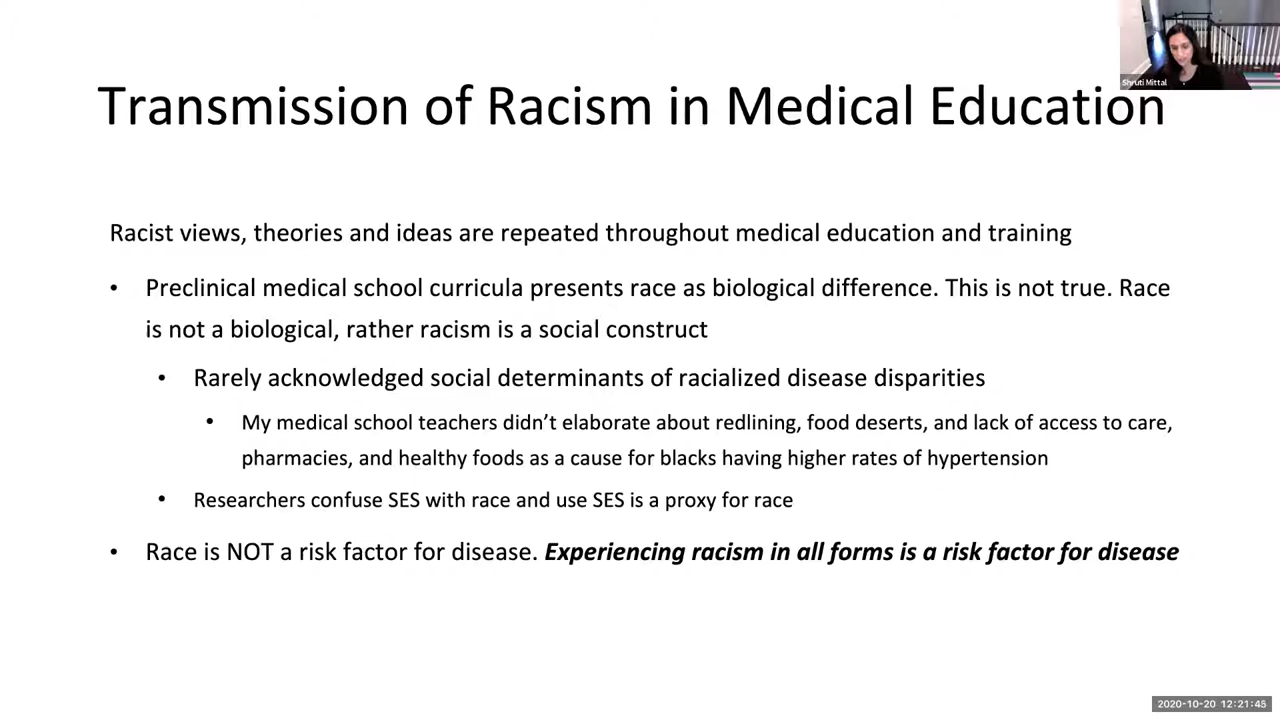 Shruti Mittal
Transmission of Racism in Medical Education
Racist views, theories and ideas are repeated throughout medical education and training
• Preclinical medical school curricula presents race as biological difference. This is not true. Race
is not a biological, rather racism is a social construct
• Rarely acknowledged social determinants of racialized disease disparities
• My medical school teachers didn't elaborate about redlining, food deserts, and lack of access to care,
pharmacies, and healthy foods as a cause for blacks having higher rates of hypertension
• Researchers confuse SES with race and use SES is a proxy for race
• Race is NOT a risk factor for disease. Experiencing racism in all forms is a risk factor for disease
2020-10-20 12:21:45